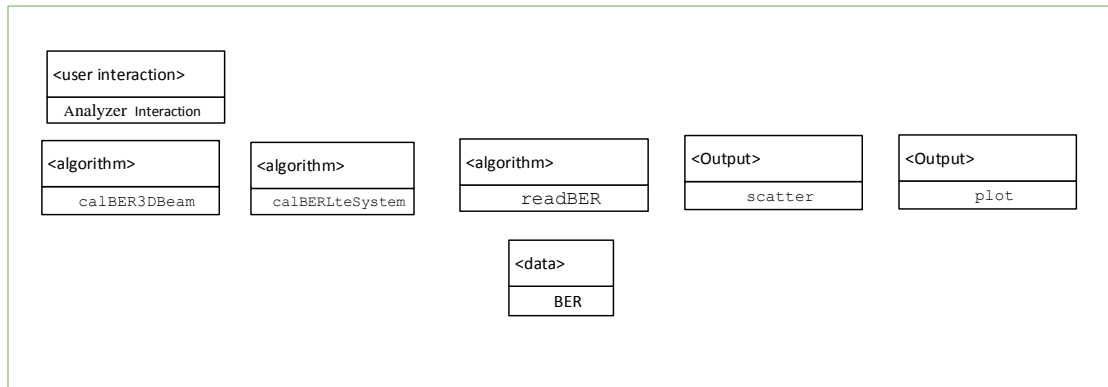 <user interaction>
Analyzer Interaction
<algorithm>
calBER3DBeam
<algorithm>
calBERLteSystem
<algorithm>
readBER
<Output>
scatter
<Output>
plot
<data>
BER